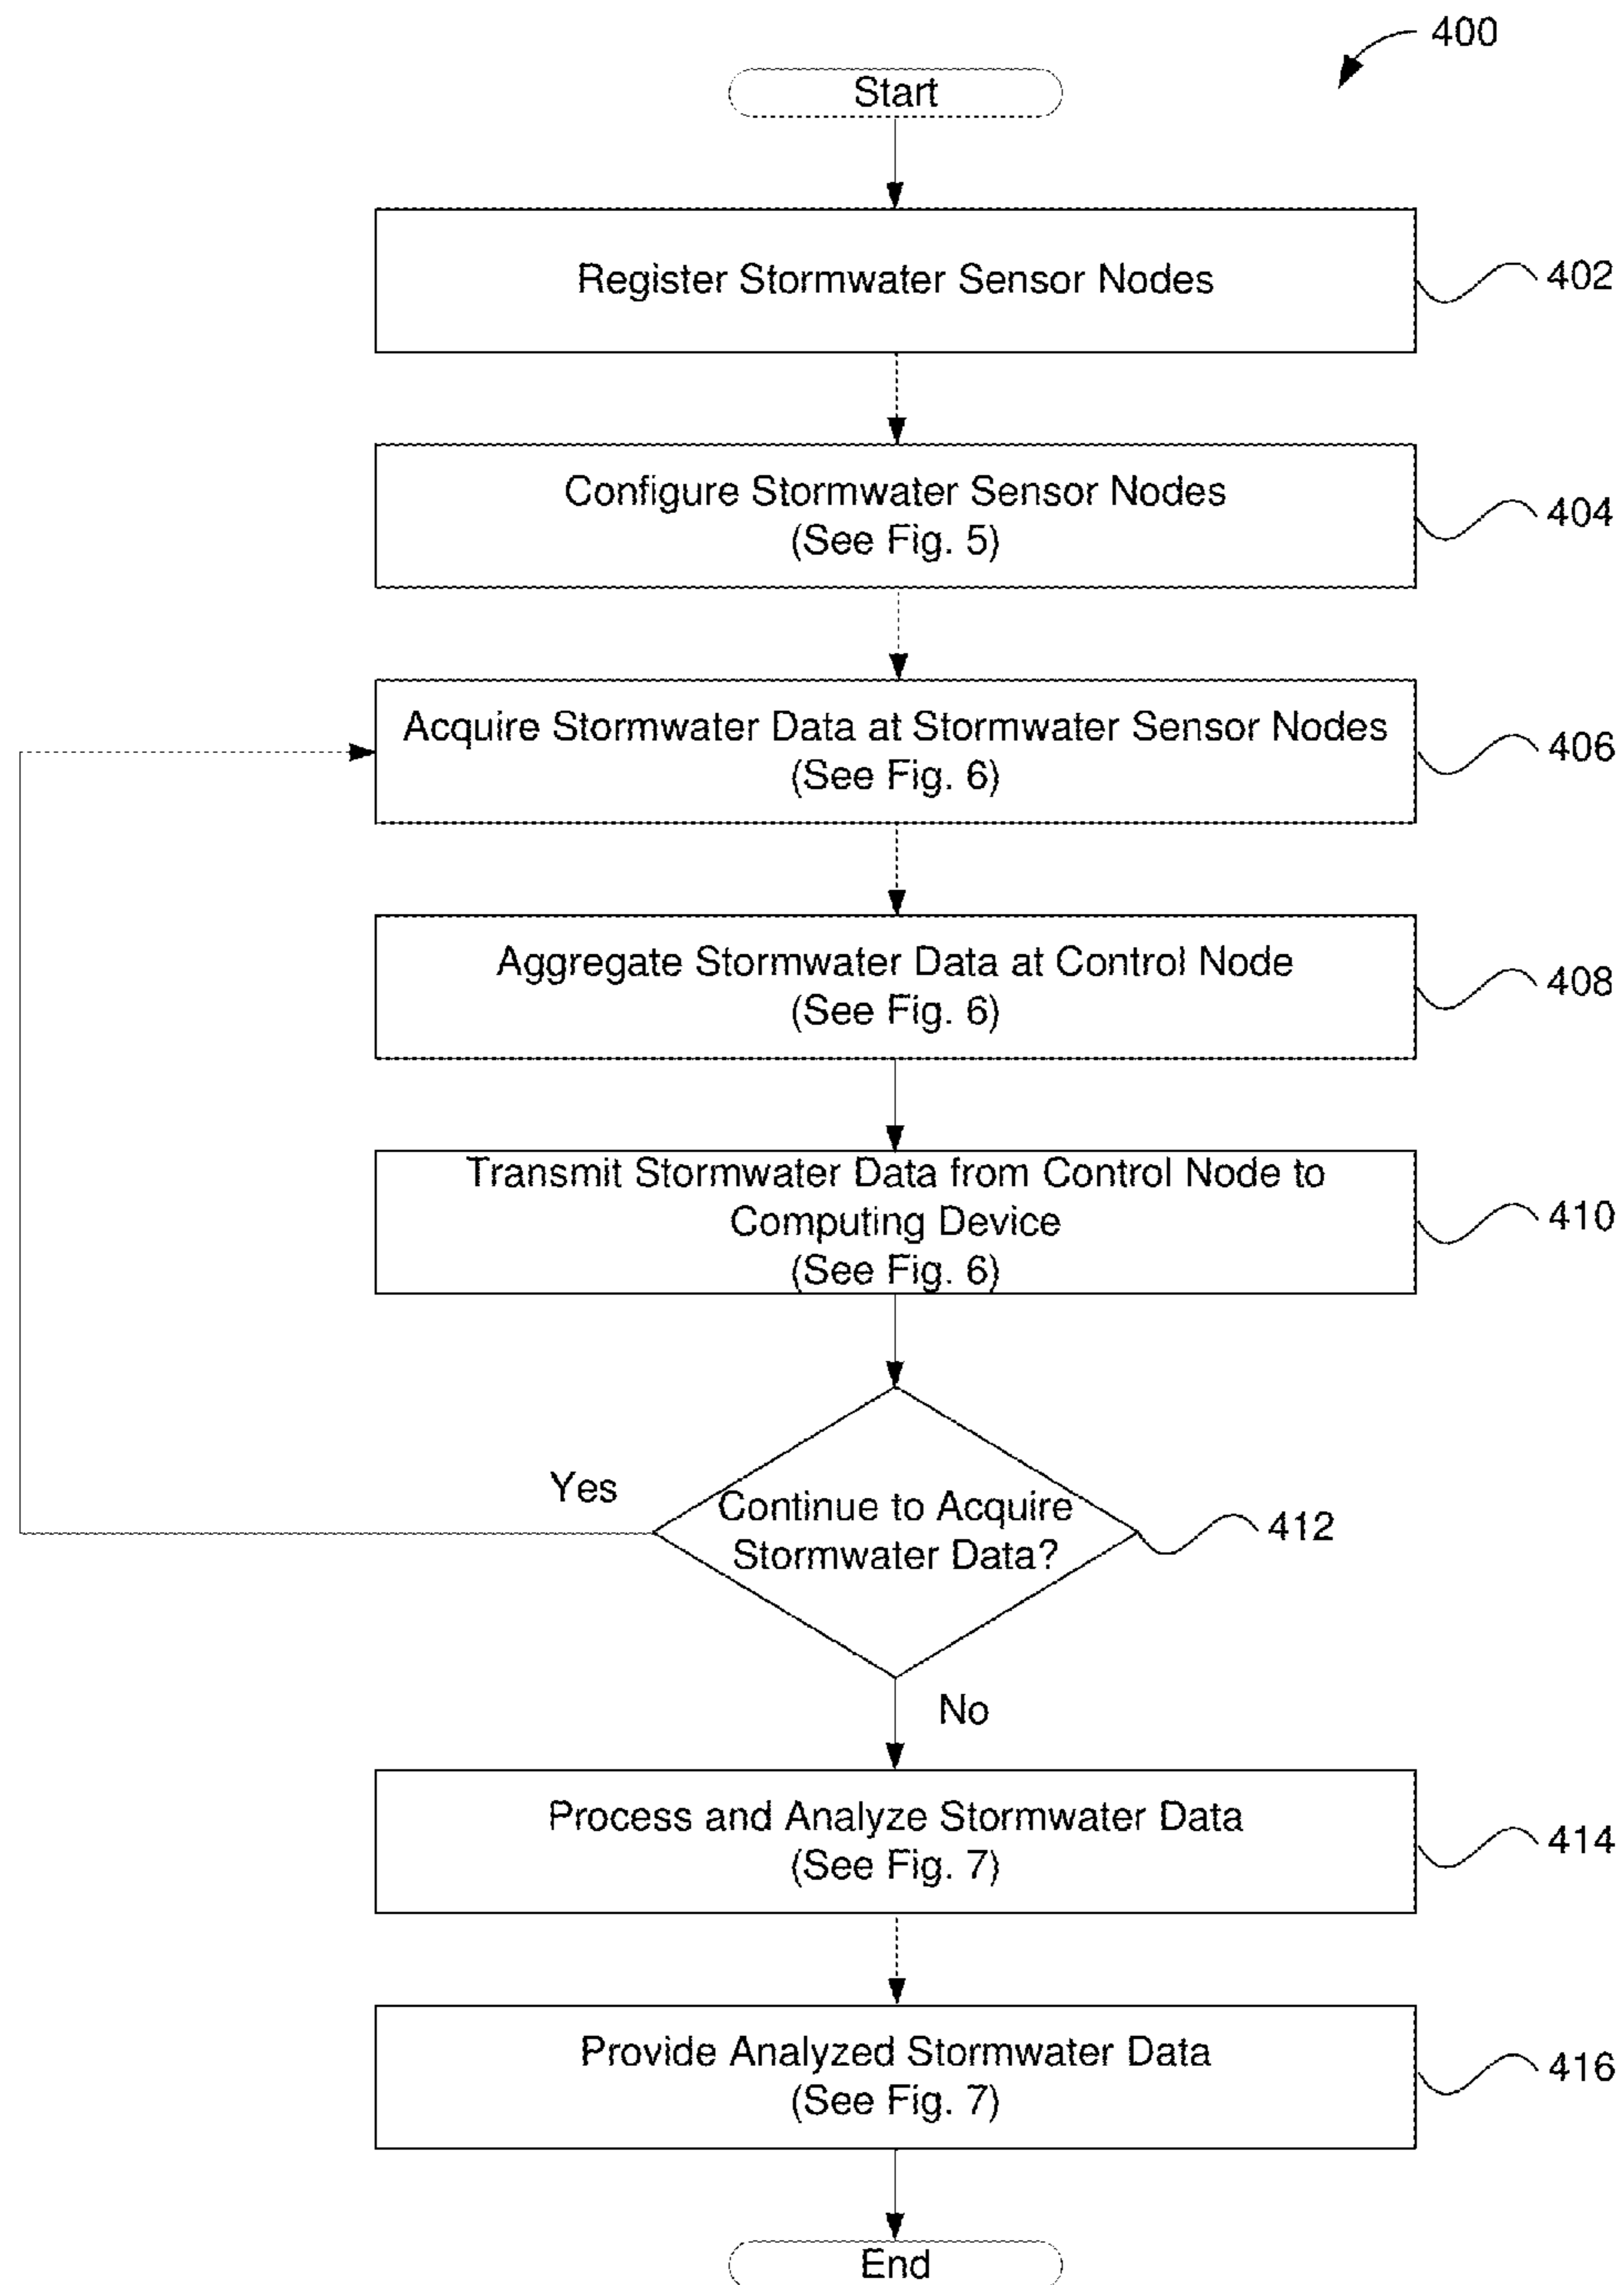 400
Start
Register Stormwater Sensor Nodes
402
Configure Stormwater Sensor Nodes
(See Fig. 5)
404
Acquire Stormwater Data at Stormwater Sensor Nodes
(See Fig. 6)
406
Aggregate Stormwater Data at Control Node
(See Fig. 6)
408
Transmit Stormwater Data from Control Node to
Computing Device
(See Fig. 6)
410
Yes
Continue to Acquire
Stormwater Data?
412
No
Process and Analyze Stormwater Data
(See Fig. 7)
414
Provide Analyzed Stormwater Data
(See Fig. 7)
416
End